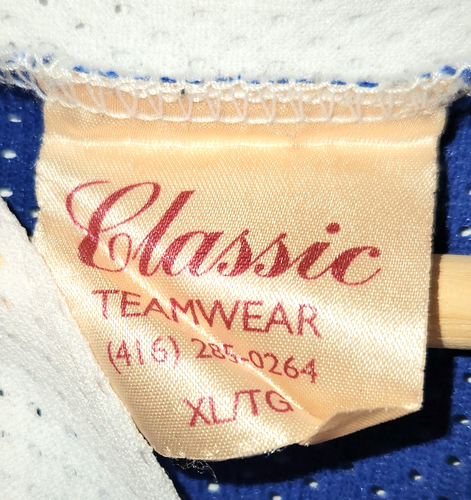 Classic
TEAMWEAR
(416) 285-0264
XL/TG